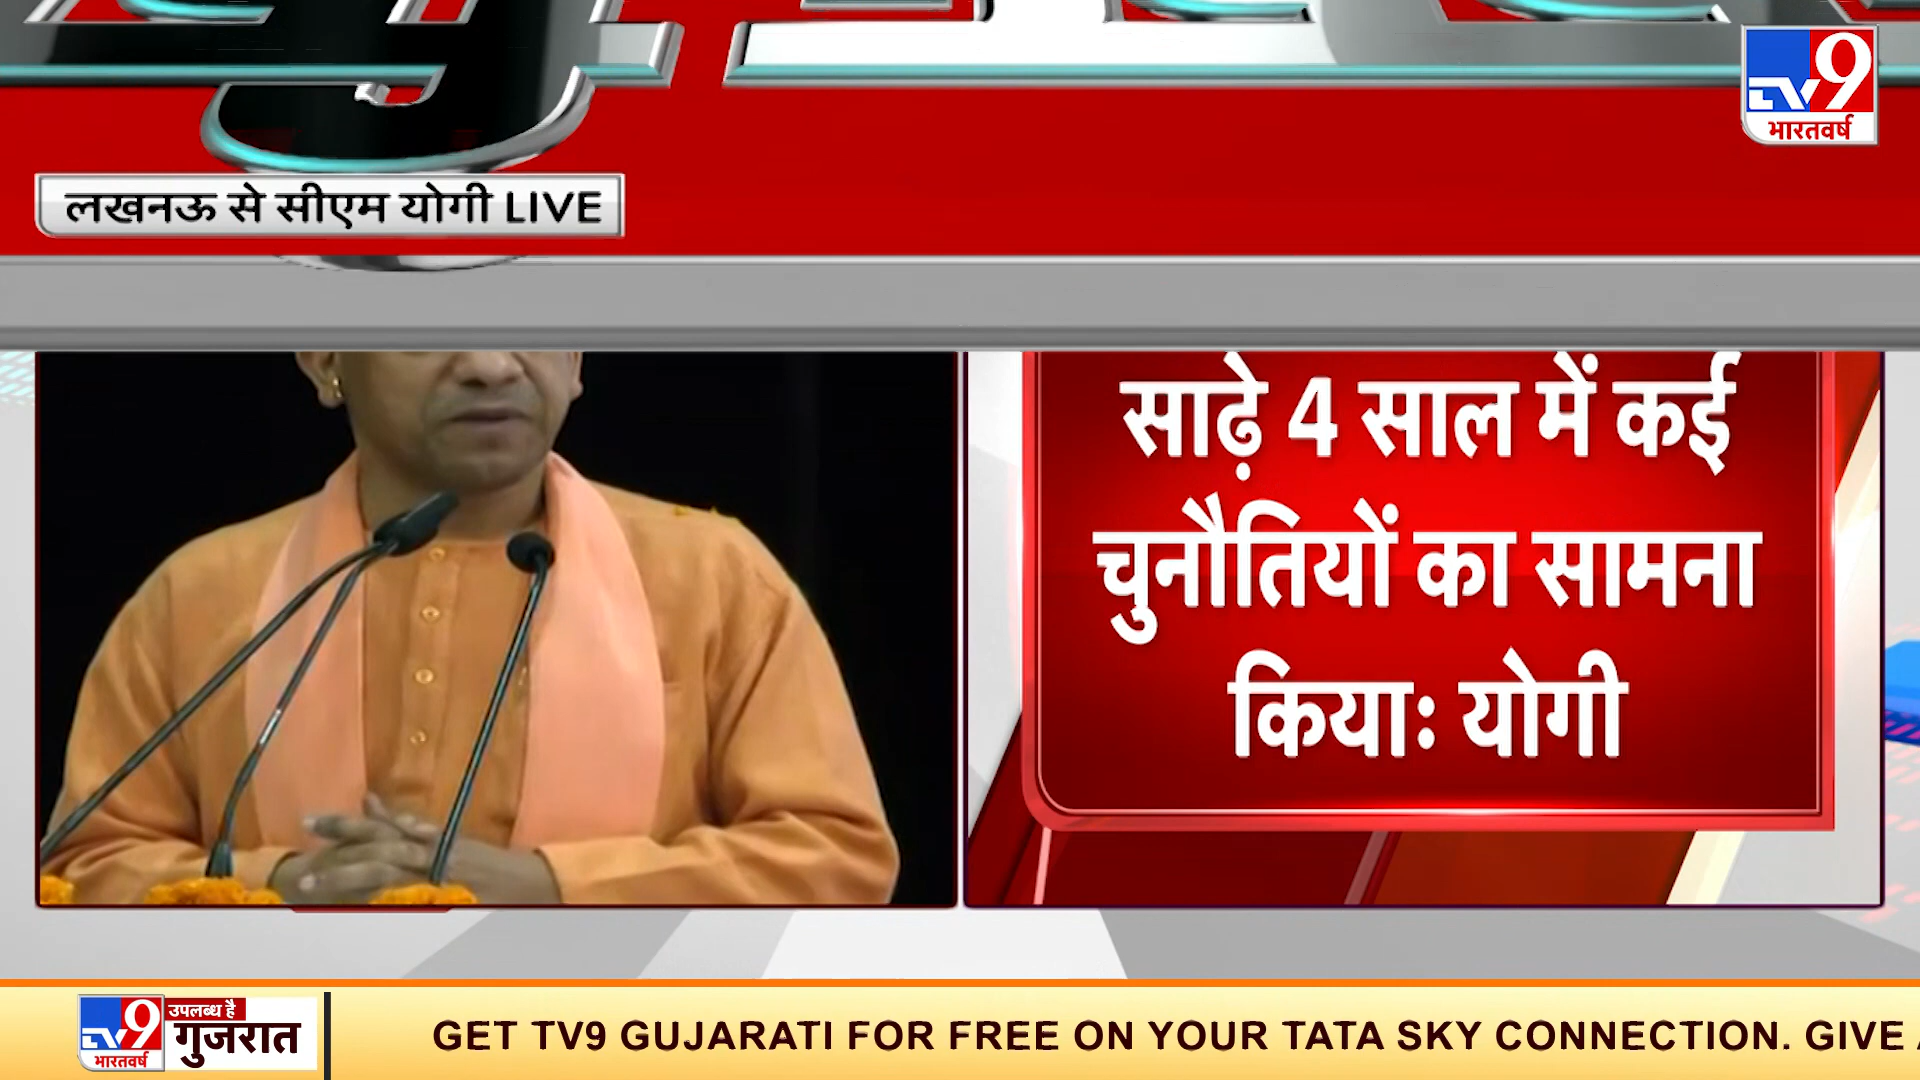 TV9
भारतवर्ष
लखनऊ से सीएम योगी LIVE
साढ़े 4 साल में कई
चुनौतियों का सामना
कियाः योगी
TV9
भारतवर्ष
उपलब्ध है
गुजरात
GET TV9 GUJARATI FOR FREE ON YOUR TATA SKY CONNECTION. GIVE